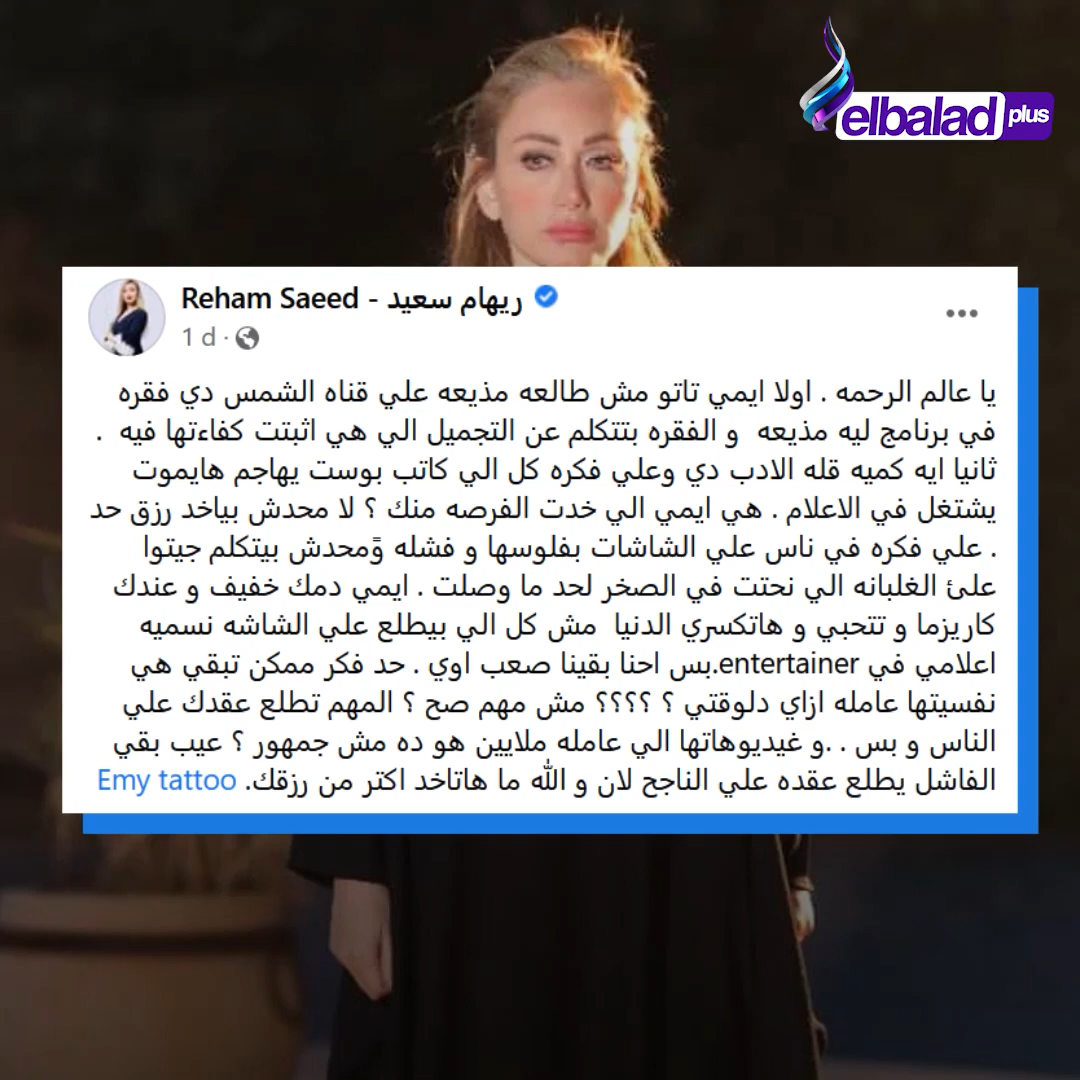 elbalad plus
Reham Saeed - ريهام سعيد
1 d ·
يا عالم الرحمه . اولا ايمي تاتو مش طالعه مذيعه علي قناه الشمس دي فقره
في برنامج ليه مذيعه و الفقره بتتكلم عن التجميل الي هي اثبتت كفاءتها فيه .
ثانيا ايه كميه قله الادب دي وعلي فكره كل الي كاتب بوست يهاجم هايموت
يشتغل في الاعلام . هي ايمي الي خدت الفرصه منك ؟ لا محدش بياخد رزق حد
. علي فكره في ناس علي الشاشات بفلوسها و فشله وًمحدش بيتكلم جيتوا
علئ الغلبانه الي نحتت في الصخر لحد ما وصلت . ايمي دمك خفيف و عندك
كاريزما و تتحبي و هاتكسري الدنيا مش كل الي بيطلع علي الشاشه نسميه
اعلامي في entertainer.بس احنا بقينا صعب اوي . حد فكر ممكن تبقي هي
نفسيتها عامله ازاي دلوقتي ؟ ؟؟؟؟ مش مهم صح ؟ المهم تطلع عقدك علي
الناس و بس . .و غيديوهاتها الي عامله ملايين هو ده مش جمهور ؟ عيب بقي
الفاشل يطلع عقده علي الناجح لان و الله ما هاتاخد اكتر من رزقك. Emy tattoo